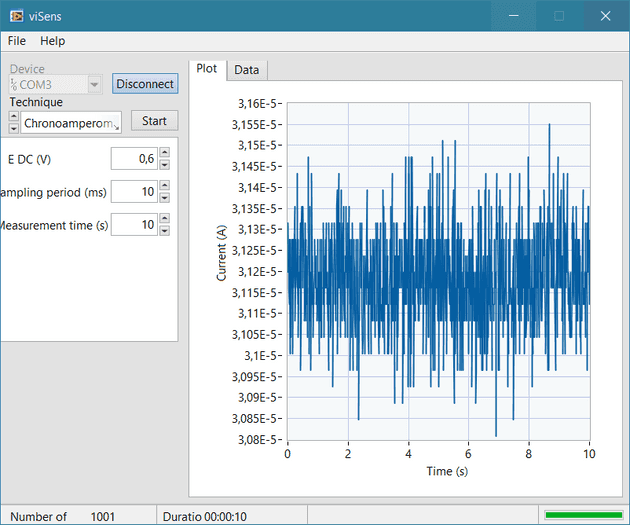 viSens
File Help
Device
COM3
Disconnect
Technique
Chronoamperom
Start
E DC (V) 0,6
ampling period (ms) 10
Measurement time (s) 10
Plot Data
3,16E-5
3,155E-5
3,15E-5
3,145E-5
3,14E-5
3,135E-5
3,13E-5
3,125E-5
3,12E-5
3,115E-5
3,11E-5
3,105E-5
3,1E-5
3,095E-5
3,09E-5
3,085E-5
3,08E-5
Current (A)
0 2 4 6 8 10
Time (s)
Number of 1001
Duratio 00:00:10